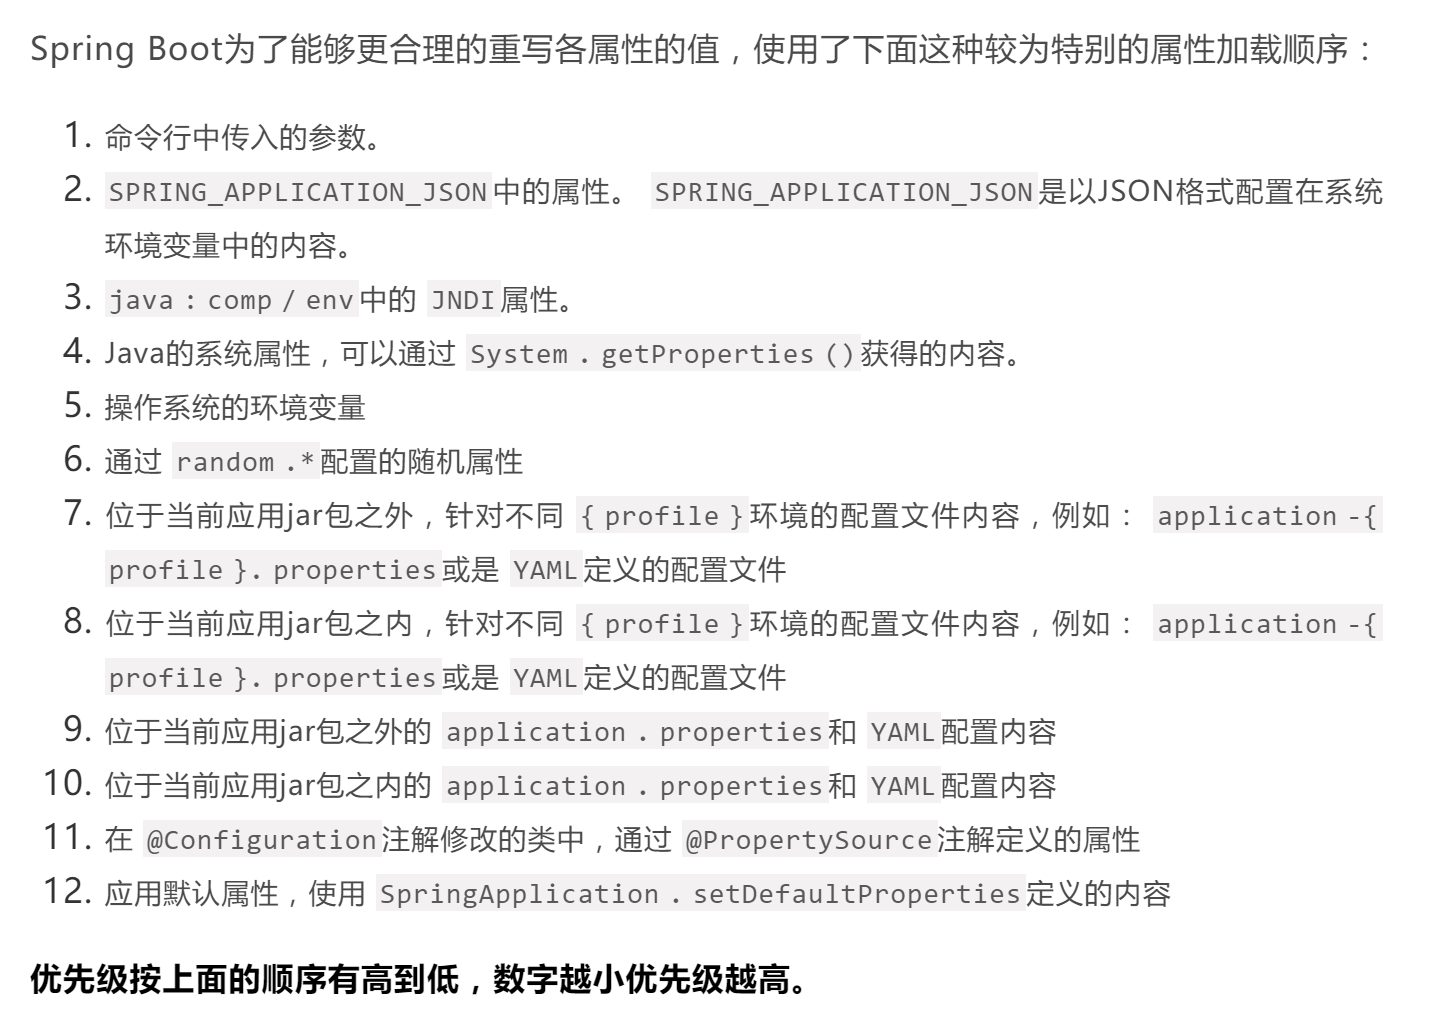 Spring Boot为了能够更合理的重写各属性的值，使用了下面这种较为特别的属性加载顺序：
1. 命令行中传入的参数。
2. SPRING_APPLICATION_JSON中的属性。 SPRING_APPLICATION_JSON是以JSON格式配置在系统
环境变量中的内容。
3. java : comp / env中的 JNDI属性。
4. Java的系统属性，可以通过 System . getProperties ()获得的内容。
5. 操作系统的环境变量
6. 通过 random .*配置的随机属性
7. 位于当前应用jar包之外，针对不同 { profile }环境的配置文件内容，例如： application -{
profile }. properties或是 YAML定义的配置文件
8. 位于当前应用jar包之内，针对不同 { profile }环境的配置文件内容，例如： application -{
profile }. properties或是 YAML定义的配置文件
9. 位于当前应用jar包之外的 application . properties和 YAML配置内容
10. 位于当前应用jar包之内的 application . properties和 YAML配置内容
11. 在 @Configuration注解修改的类中，通过 @PropertySource注解定义的属性
12. 应用默认属性，使用 SpringApplication . setDefaultProperties定义的内容
优先级按上面的顺序有高到低，数字越小优先级越高。